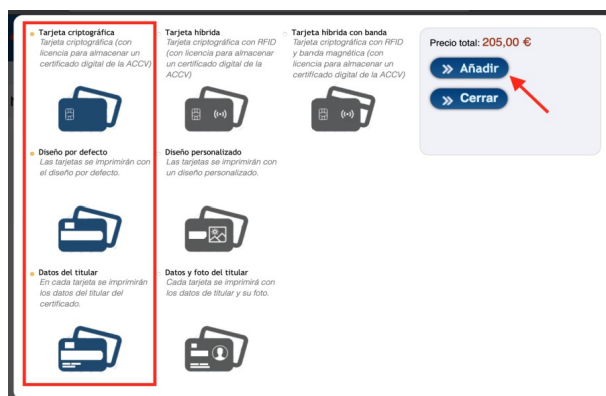 Tarjeta criptográfica
Tarjeta criptográfica (con
licencia para almacenar un
certificado digital de la ACCV)
Tarjeta híbrida
Tarjeta criptográfica con RFID
(con licencia para almacenar
un certificado digital de la
ACCV)
Tarjeta híbrida con banda
Tarjeta criptográfica con RFID
y banda magnética (con
licencia para almacenar un
certificado digital de la ACCV)
Precio total: 205,00 €
Añadir
Cerrar
Diseño por defecto
Las tarjetas se imprimirán con
el diseño por defecto.
Diseño personalizado
Las tarjetas se imprimirán con
un diseño personalizado.
Datos del titular
En cada tarjeta se imprimirán
los datos del titular del
certificado.
Datos y foto del titular
Cada tarjeta se imprimirá con
los datos de titular y su foto.